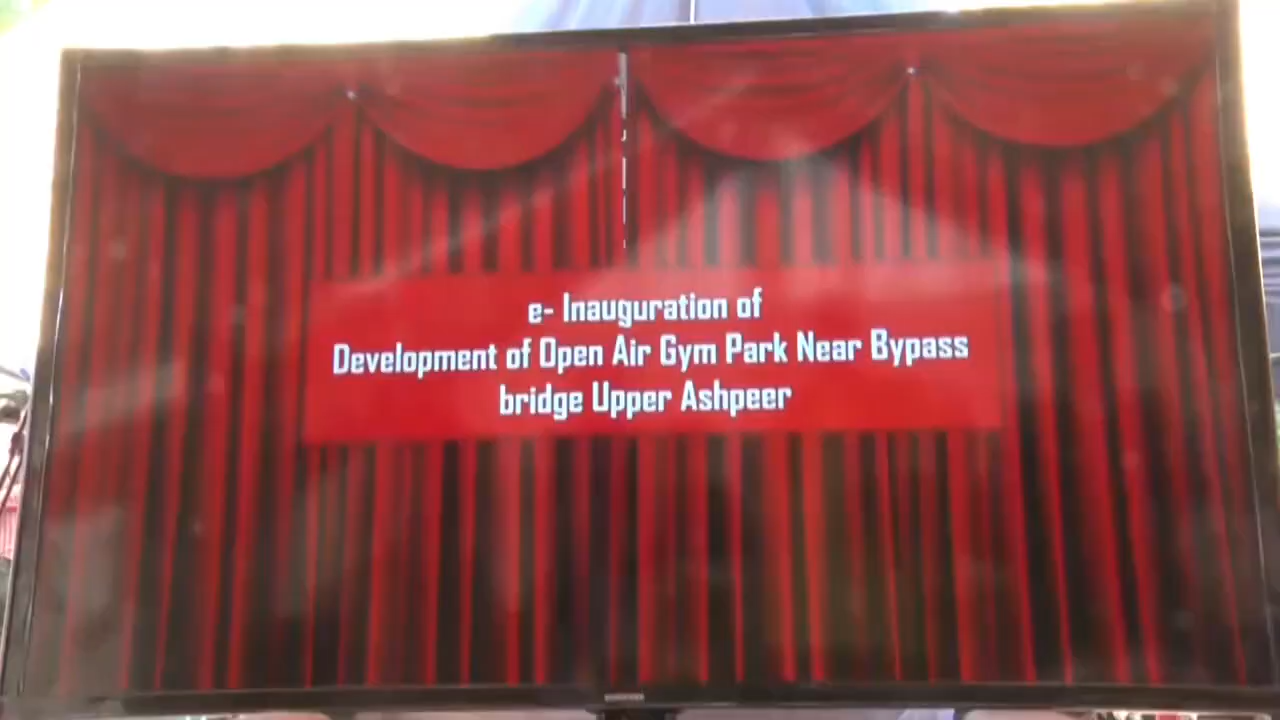 e- Inauguration of
Development of Open Air Gym Park Near Bypass
bridge Upper Ashpeer